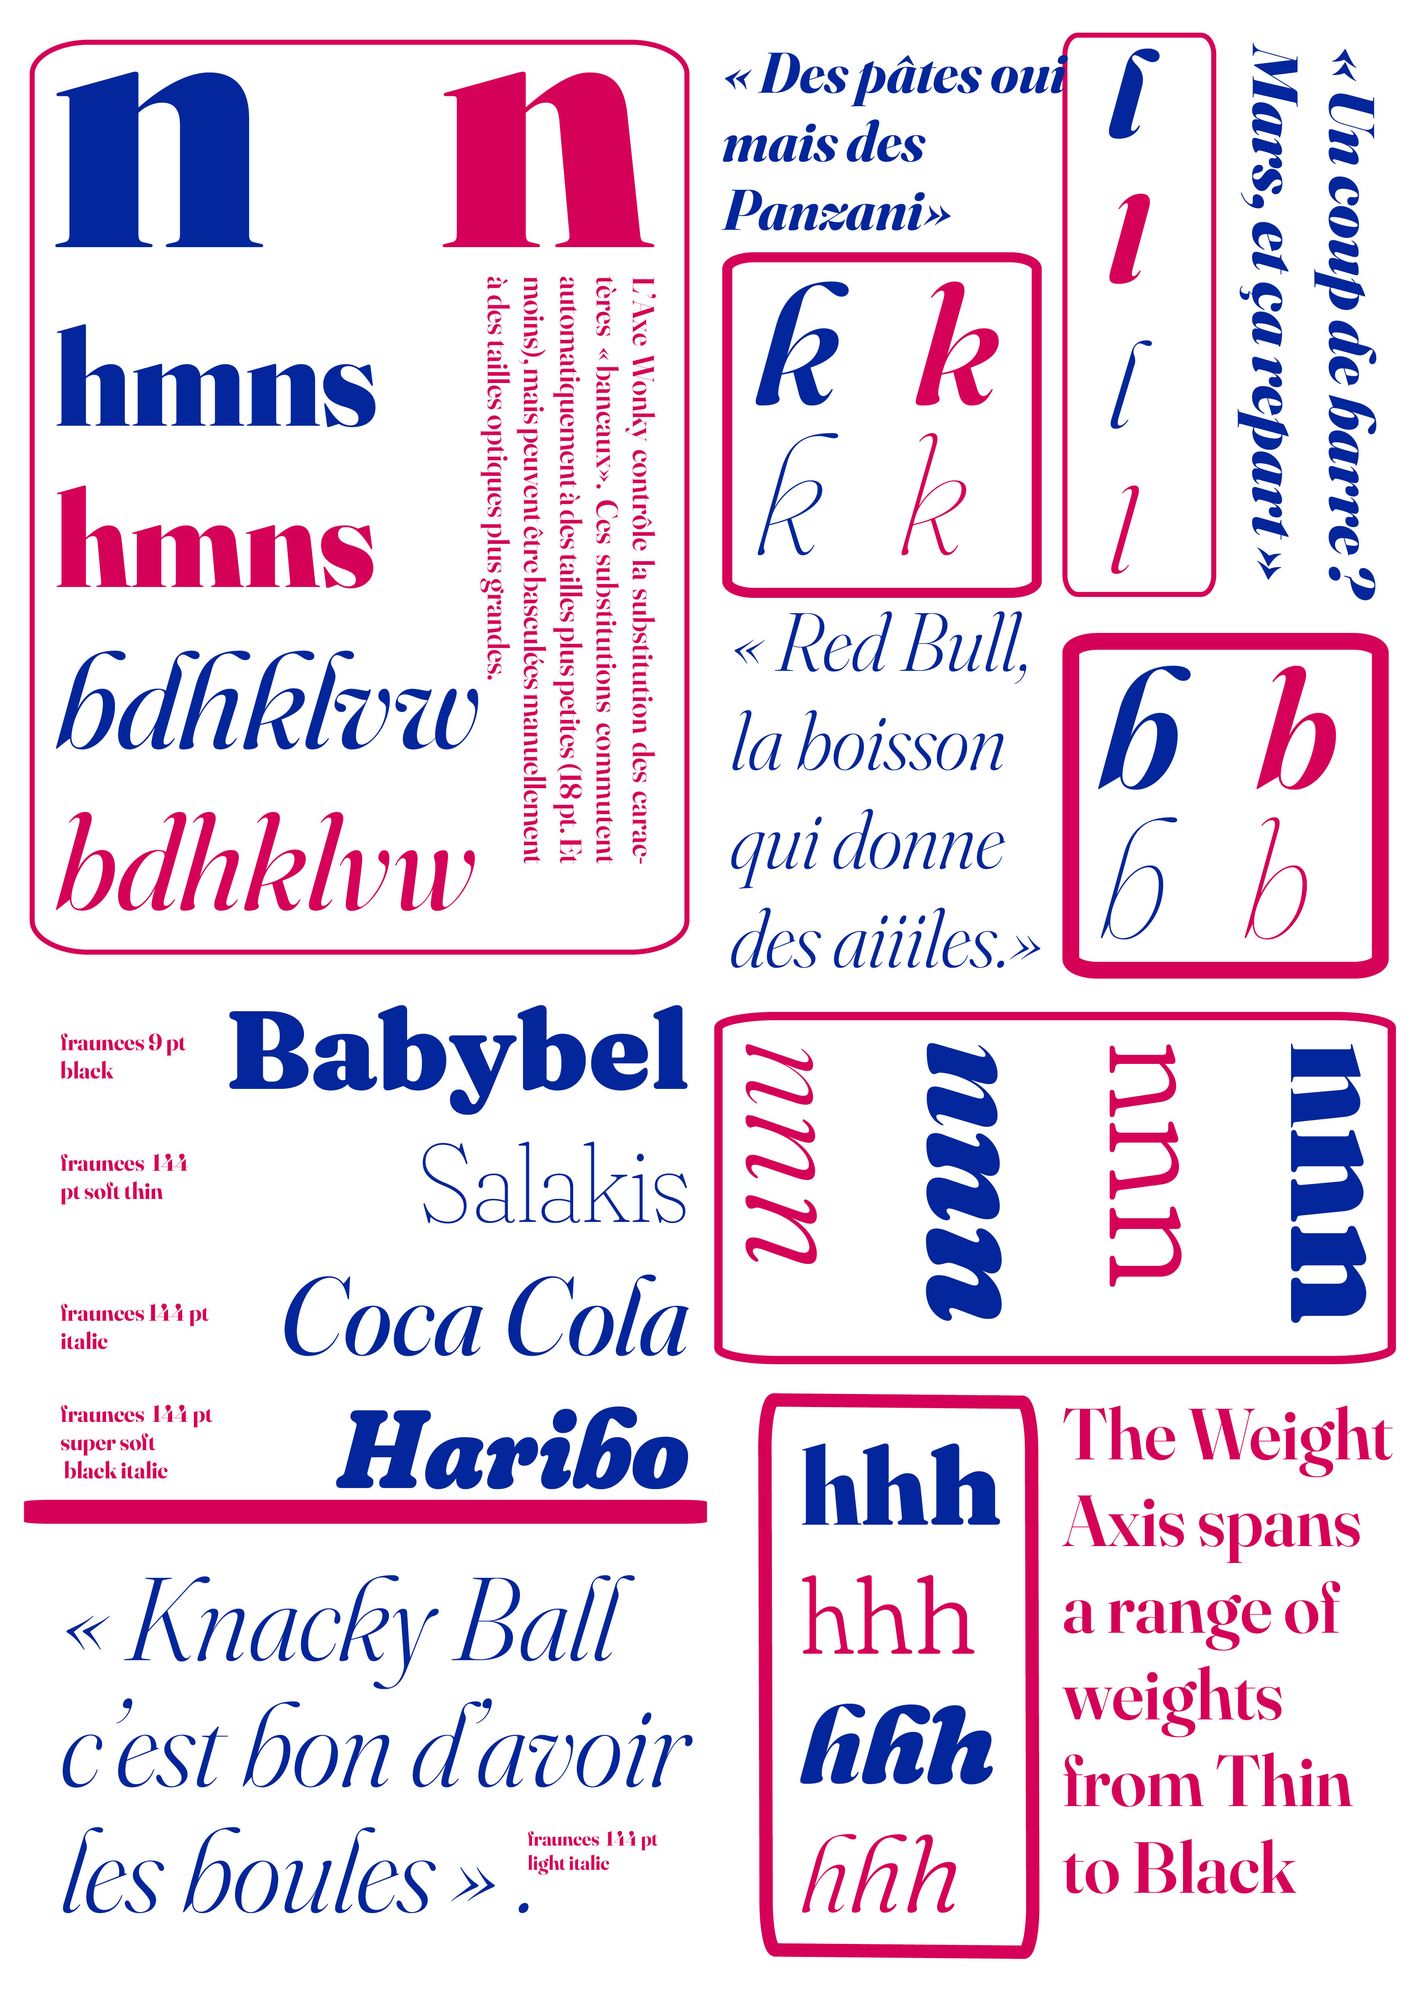 n n
hmns
hmns
bdhklvw
bdhklvw
L'Axe Wonky contrôle la substitution des carac-
tères « bancaux». Ces substitutions commutent
automatiquement à des tailles plus petites (18 pt. Et
moins), mais peuvent être basculées manuellement
à des tailles optiques plus grandes.
« Des pâtes oui
mais des
Panzani»
k k
k k
l
l
l
l
« Un coup de barre ?
Mars, et ça repart »
« Red Bull,
la boisson
qui donne
des aiiiles.»
b b
b b
fraunces 9 pt
black
Babybel
fraunces 144
pt soft thin
Salakis
fraunces 144 pt
italic
Coca Cola
fraunces 144 pt
super soft
black italic
Haribo
nnn
nnn
nnn
nnn
« Knacky Ball
c'est bon d'avoir
les boules » .
fraunces 144 pt
light italic
hhh
hhh
hhh
hhh
The Weight
Axis spans
a range of
weights
from Thin
to Black